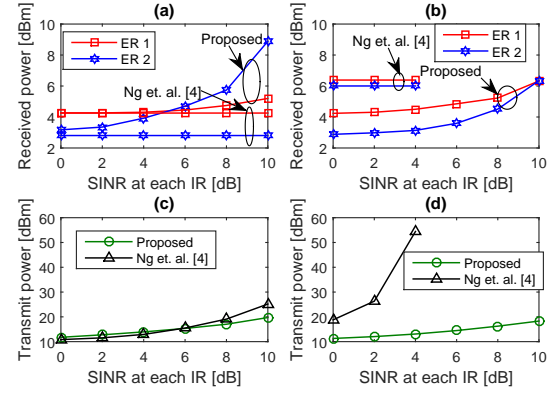 (a)
Received power [dBm]
10
8
6
4
2
ER 1
ER 2
Proposed
Ng et. al. [4]
0 2 4 6 8 10
SINR at each IR [dB]
(b)
Received power [dBm]
10
8
6
4
2
Ng et. al. [4]
ER 1
ER 2
Proposed
0 2 4 6 8 10
SINR at each IR [dB]
(c)
Transmit power [dBm]
60
50
40
30
20
10
Proposed
Ng et. al. [4]
0 2 4 6 8 10
SINR at each IR [dB]
(d)
Transmit power [dBm]
60
50
40
30
20
10
Proposed
Ng et. al. [4]
0 2 4 6 8 10
SINR at each IR [dB]